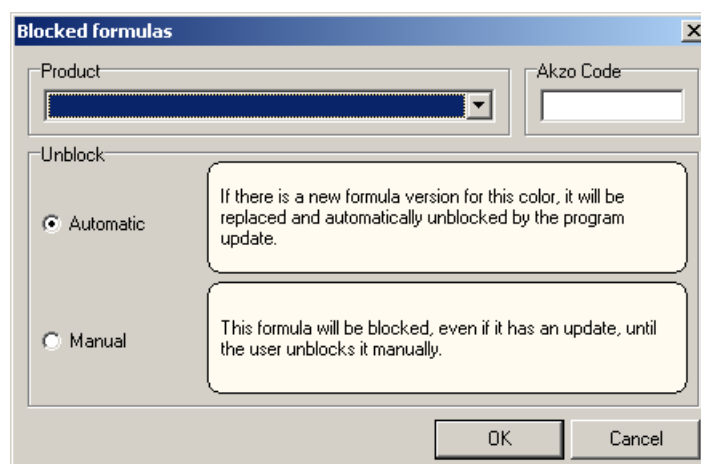 Blocked formulas
Product
Akzo Code
Unblock
Automatic
If there is a new formula version for this color, it will be
replaced and automatically unblocked by the program
update.
Manual
This formula will be blocked, even if it has an update, until
the user unblocks it manually.
OK
Cancel